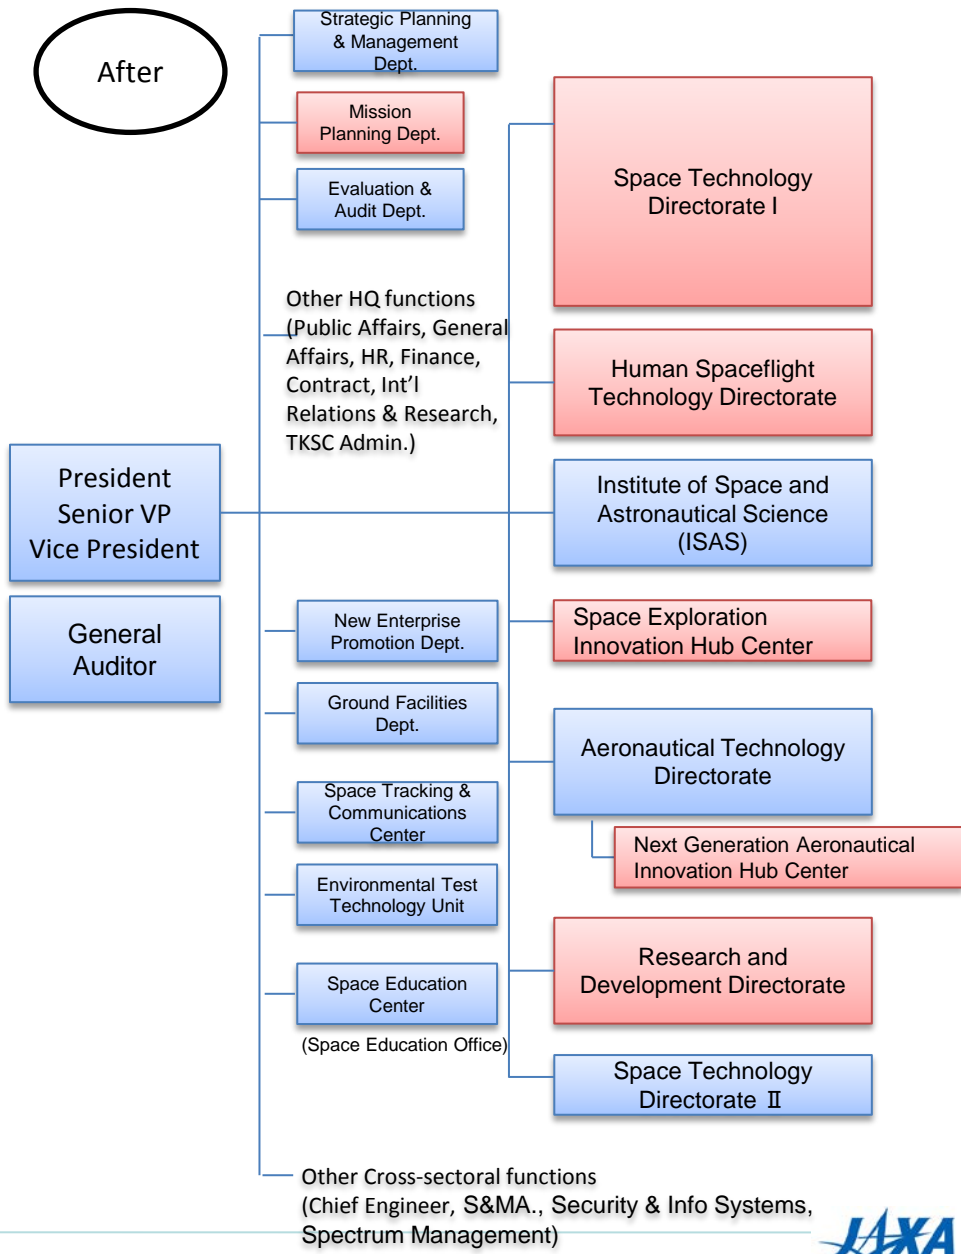 After
Strategic Planning
& Management
Dept.
Mission
Planning Dept.
Evaluation &
Audit Dept.
Other HQ functions
(Public Affairs, General
Affairs, HR, Finance,
Contract, Int’l
Relations & Research,
TKSC Admin.)
President
Senior VP
Vice President
General
Auditor
New Enterprise
Promotion Dept.
Ground Facilities
Dept.
Space Tracking &
Communications
Center
Environmental Test
Technology Unit
Space Education
Center
(Space Education Office)
Other Cross-sectoral functions
(Chief Engineer, S&MA., Security & Info Systems,
Spectrum Management)
Space Technology
Directorate I
Human Spaceflight
Technology Directorate
Institute of Space and
Astronautical Science
(ISAS)
Space Exploration
Innovation Hub Center
Aeronautical Technology
Directorate
Next Generation Aeronautical
Innovation Hub Center
Research and
Development Directorate
Space Technology
Directorate Ⅱ
JAXA